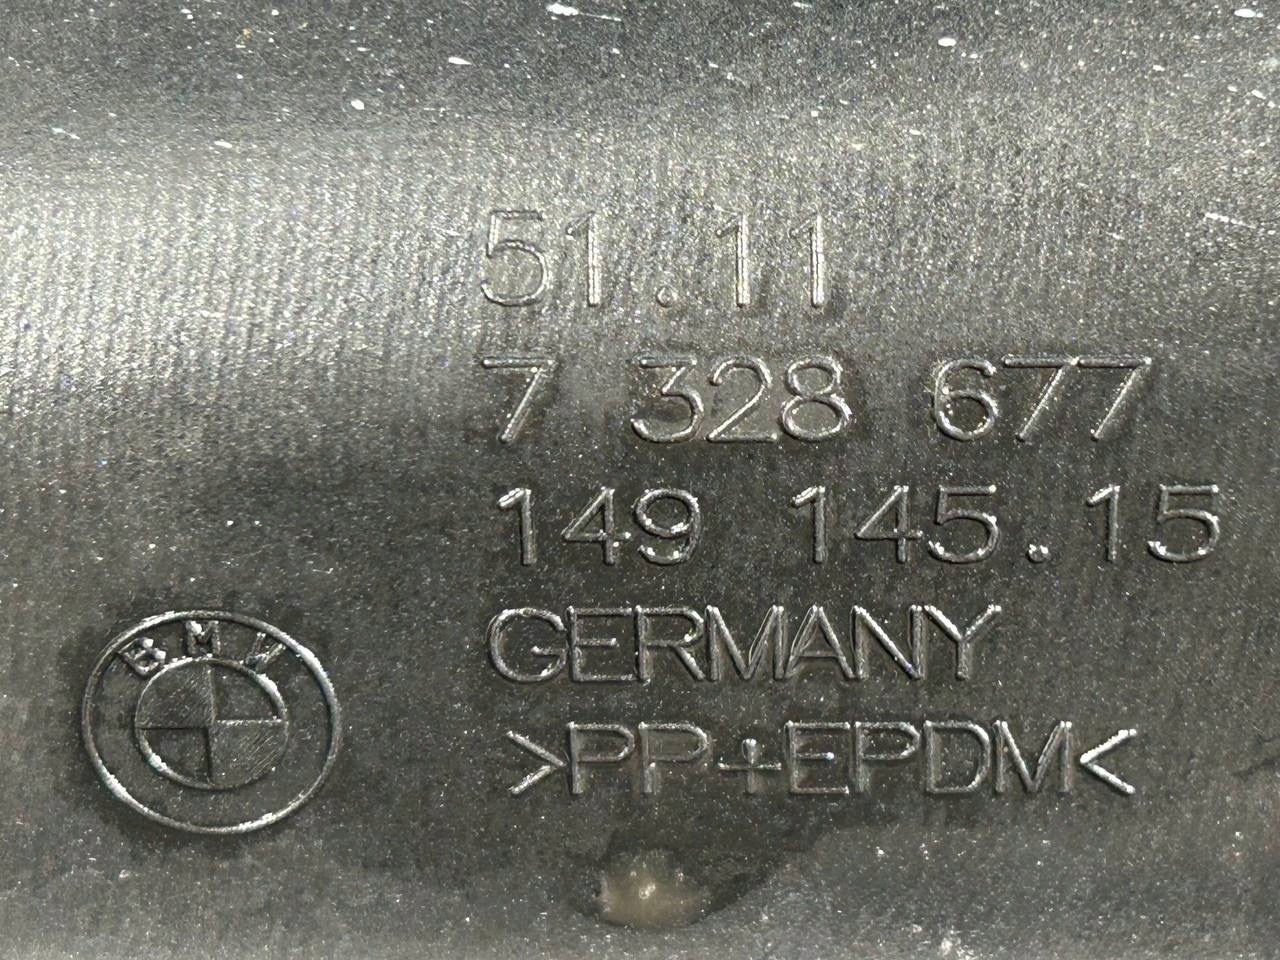 51.11
7 328 677
149 145.15
GERMANY
>PP+EPDM<
BMW